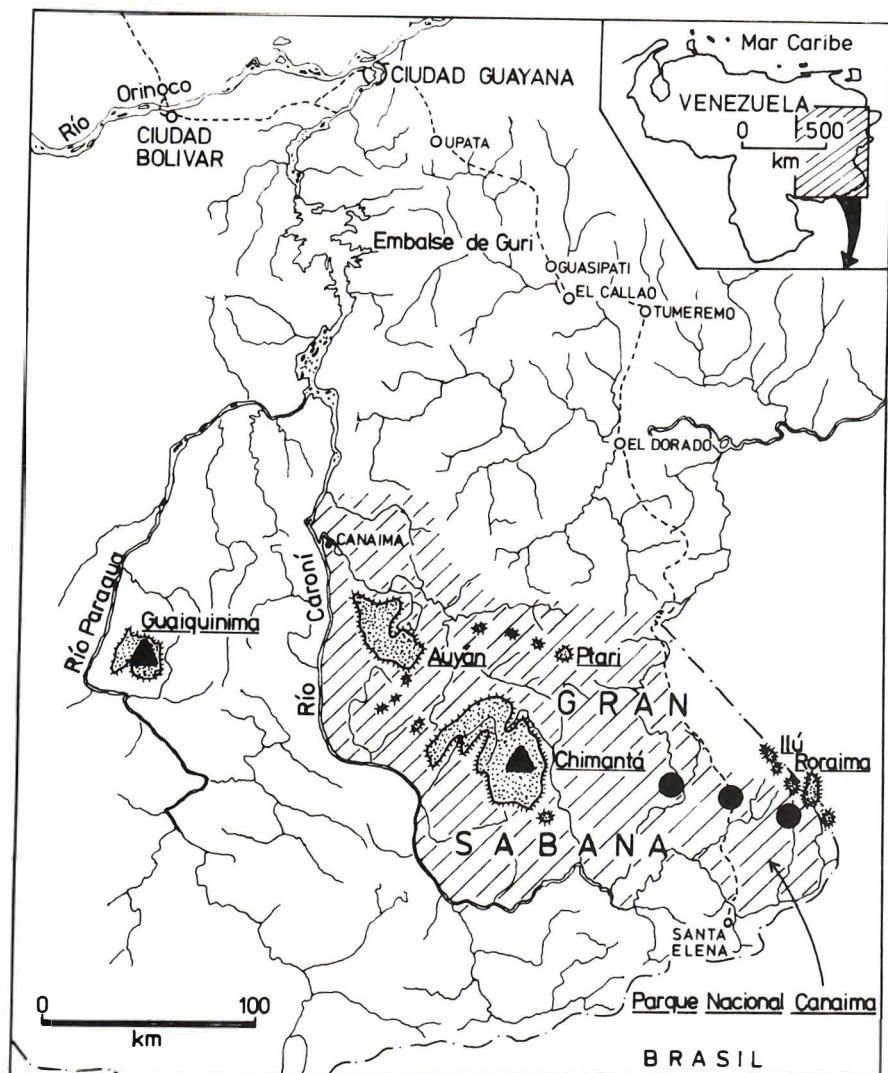 Mar Caribe
VENEZUELA
0 500
km
Río Orinoco
CIUDAD GUAYANA
CIUDAD
BOLIVAR
UPATA
Embalse de Guri
GUASIPATI
EL CALLAO
TUMEREMO
EL DORADO
CANAIMA
Río Paragua
Río Caroní
Guaiquinima
Auyan
Ptari
GRAN
Ilú
Roraima
Chimantá
SABANA
SANTA
ELENA
Parque Nacional Canaima
0 100
km
BRASIL